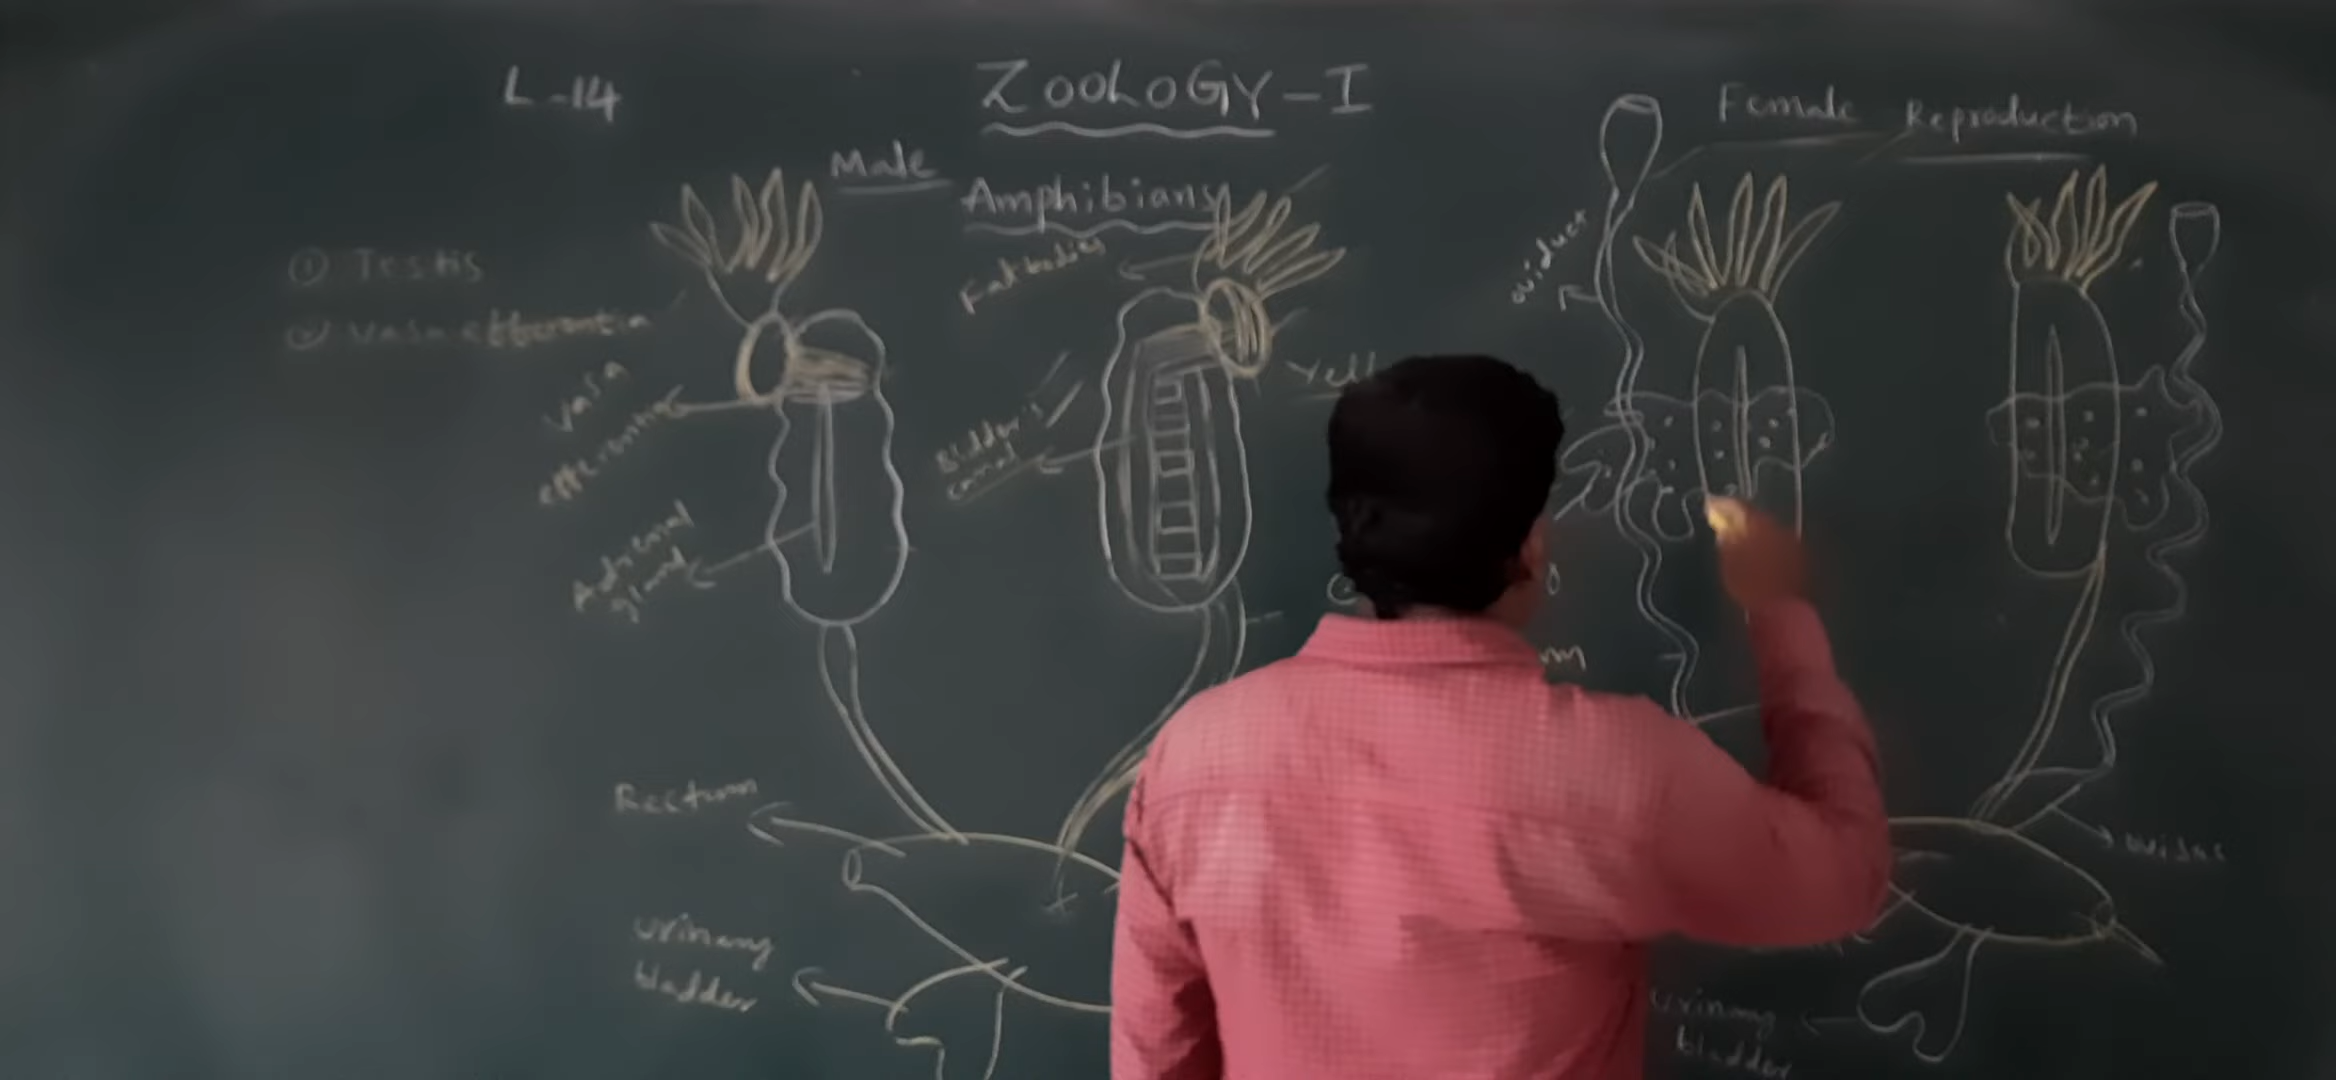 L-14
ZOOLOGY-I
Female Reproduction
Male
Amphibians
① Testis
② Vasa efferentia
Fat bodies
oviduct
Vasa
Bidder's
canal
Adrenal
gland
Rectum
urinary
bladder
urinary
bladder